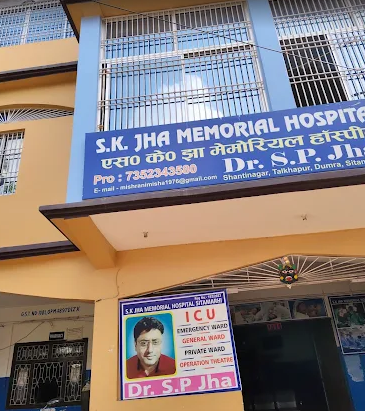 S.K. JHA MEMORIAL HOSPITA
एस० के० झा मेमोरियल हॉस्पी
Dr. S.P. Jha
Pro : 7352343580
E- mail - mishranimisha1976@gmail.com
Shantinagar, Talkhapur, Dumra, Sitam
S.K JHA MEMORIAL HOSPITAL SITAMARHI
ICU
EMERGENCY WARD
GENERAL WARD
PRIVATE WARD
OPERATION THEATRE
Dr. S.P Jha